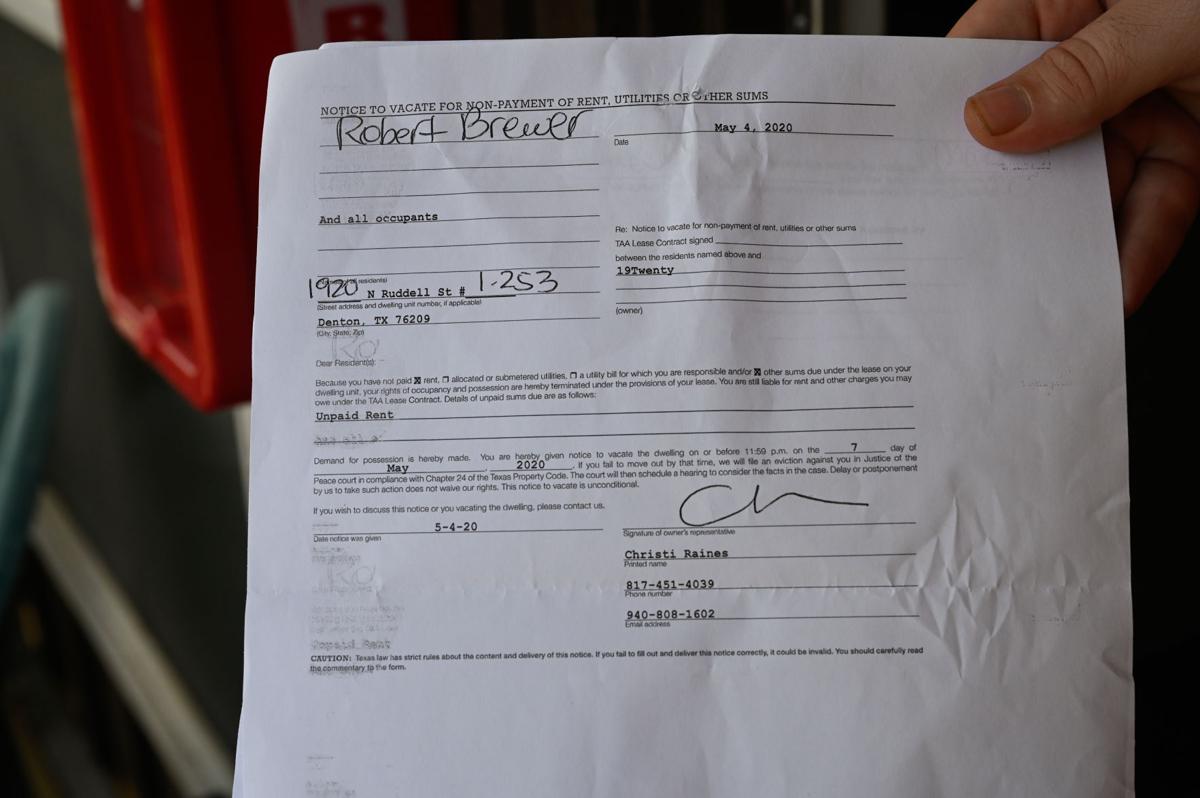 NOTICE TO VACATE FOR NON-PAYMENT OF RENT, UTILITIES OR OTHER SUMS
Robert Brewer
May 4, 2020
Date
And all occupants
Re: Notice to vacate for non-payment of rent, utilities or other sums
TAA Lease Contract signed
between the residents named above and
19Twenty
residents)
1920 N Ruddell St # 1-253
(Street address and dwelling unit number, if applicable)
(owner)
Denton, TX 76209
(City, State, Zip)
Dear Resident(s):
Because you have not paid ☒ rent, ☐ allocated or submetered utilities, ☐ a utility bill for which you are responsible and/or ☒ other sums due under the lease on your
dwelling unit, your rights of occupancy and possession are hereby terminated under the provisions of your lease. You are still liable for rent and other charges you may
owe under the TAA Lease Contract. Details of unpaid sums due are as follows:
Unpaid Rent
Demand for possession is hereby made. You are hereby given notice to vacate the dwelling on or before 11:59 p.m. on the 7 day of
May, 2020. If you fail to move out by that time, we will file an eviction against you in Justice of the
Peace court in compliance with Chapter 24 of the Texas Property Code. The court will then schedule a hearing to consider the facts in the case. Delay or postponement
by us to take such action does not waive our rights. This notice to vacate is unconditional.
If you wish to discuss this notice or you vacating the dwelling, please contact us.
5-4-20
Date notice was given
Signature of owner's representative
Christi Raines
Printed name
817-451-4039
Phone number
940-808-1602
Email address
Unpaid Rent
CAUTION: Texas law has strict rules about the content and delivery of this notice. If you fail to fill out and deliver this notice correctly, it could be invalid. You should carefully read
the commentary to the form.